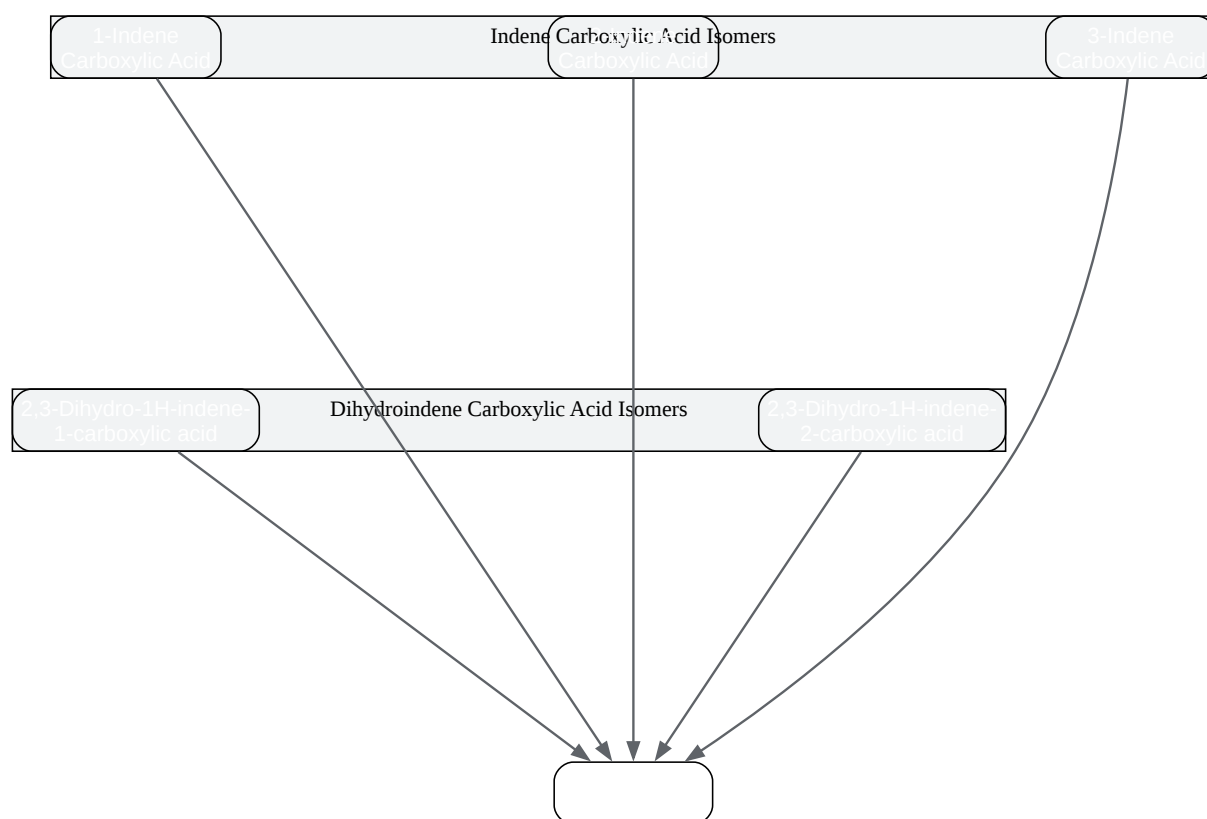 Indene Carboxylic Acid Isomers
1-Indene
Carboxylic Acid
Carboxylic Acid
3-Indene
Carboxylic Acid
Dihydroindene Carboxylic Acid Isomers
2,3-Dihydro-1H-indene-
1-carboxylic acid
2,3-Dihydro-1H-indene-
2-carboxylic acid